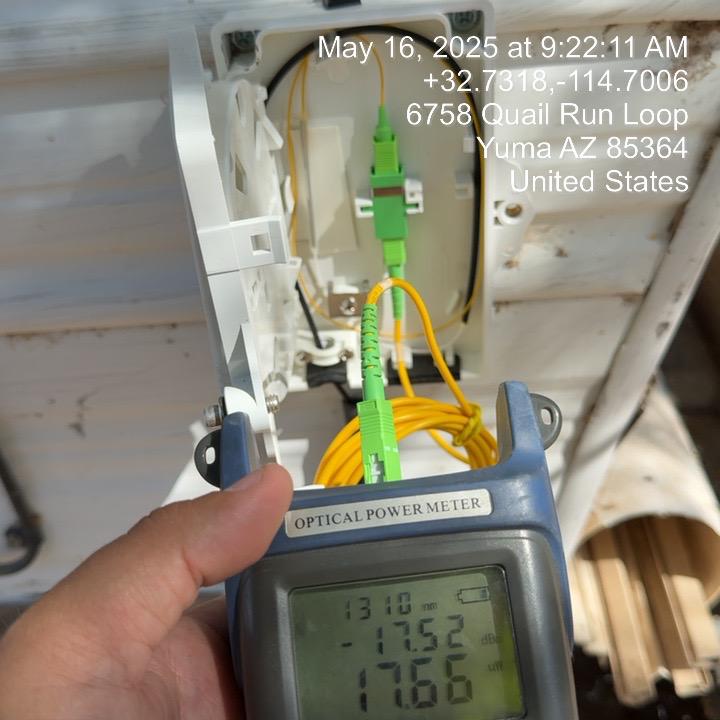 May 16, 2025 at 9:22:11 AM
+32.7318,-114.7006
6758 Quail Run Loop
Yuma AZ 85364
United States
OPTICAL POWER METER
1310 nm
-17.52 dBm
17.66 uW